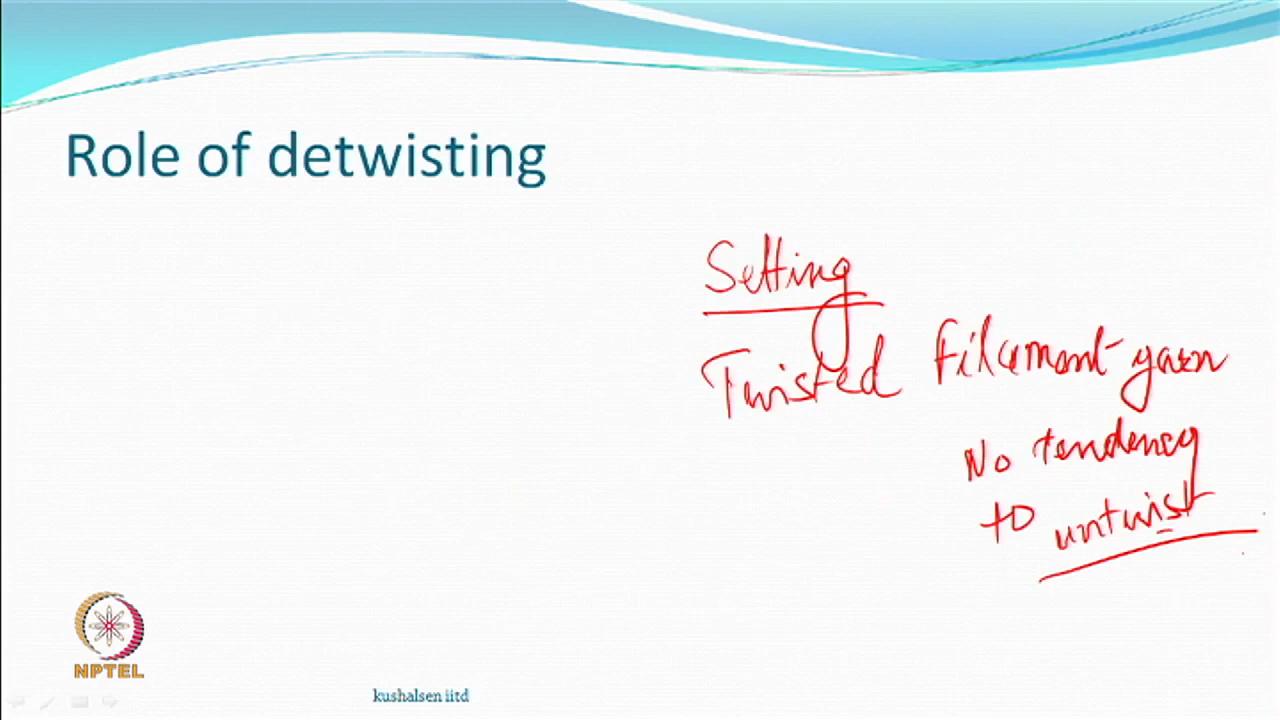 Role of detwisting
Setting
Twisted Filament yarn
No tendency
to untwist
NPTEL
kushalsen iitd